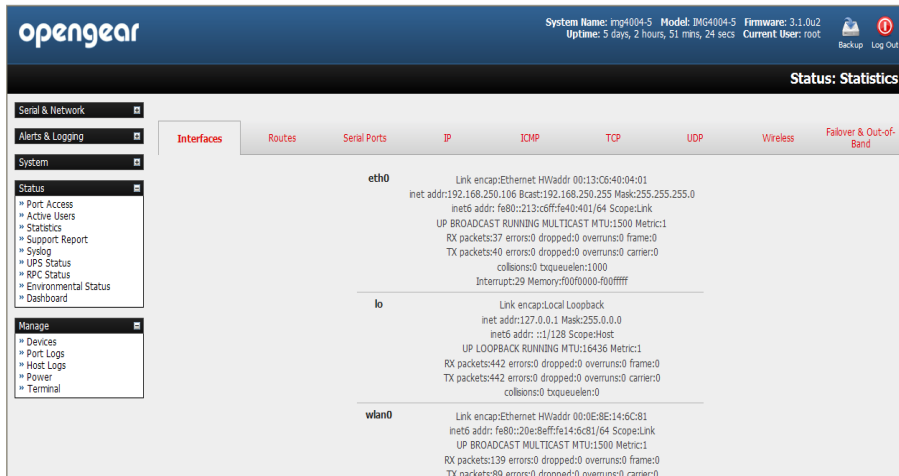 opengear
System Name: img4004-5 Model: IMG4004-5 Firmware: 3.1.0u2
Uptime: 5 days, 2 hours, 51 mins, 24 secs Current User: root
Backup Log Out
Status: Statistics
Serial & Network
Alerts & Logging
System
Status
» Port Access
» Active Users
» Statistics
» Support Report
» Syslog
» UPS Status
» RPC Status
» Environmental Status
» Dashboard
Manage
» Devices
» Port Logs
» Host Logs
» Power
» Terminal
Interfaces Routes Serial Ports IP ICMP TCP UDP Wireless Failover & Out-of-
Band
eth0 Link encap:Ethernet HWaddr 00:13:C6:40:04:01
inet addr:192.168.250.106 Bcast:192.168.250.255 Mask:255.255.255.0
inet6 addr: fe80::213:c6ff:fe40:401/64 Scope:Link
UP BROADCAST RUNNING MULTICAST MTU:1500 Metric:1
RX packets:37 errors:0 dropped:0 overruns:0 frame:0
TX packets:40 errors:0 dropped:0 overruns:0 carrier:0
collisions:0 txqueuelen:1000
Interrupt:29 Memory:f00f0000-f00fffff
lo Link encap:Local Loopback
inet addr:127.0.0.1 Mask:255.0.0.0
inet6 addr: ::1/128 Scope:Host
UP LOOPBACK RUNNING MTU:16436 Metric:1
RX packets:442 errors:0 dropped:0 overruns:0 frame:0
TX packets:442 errors:0 dropped:0 overruns:0 carrier:0
collisions:0 txqueuelen:0
wlan0 Link encap:Ethernet HWaddr 00:0E:8E:14:6C:81
inet6 addr: fe80::20e:8eff:fe14:6c81/64 Scope:Link
UP BROADCAST MULTICAST MTU:1500 Metric:1
RX packets:139 errors:0 dropped:0 overruns:0 frame:0
TX packets:89 errors:0 dropped:0 overruns:0 carrier:0